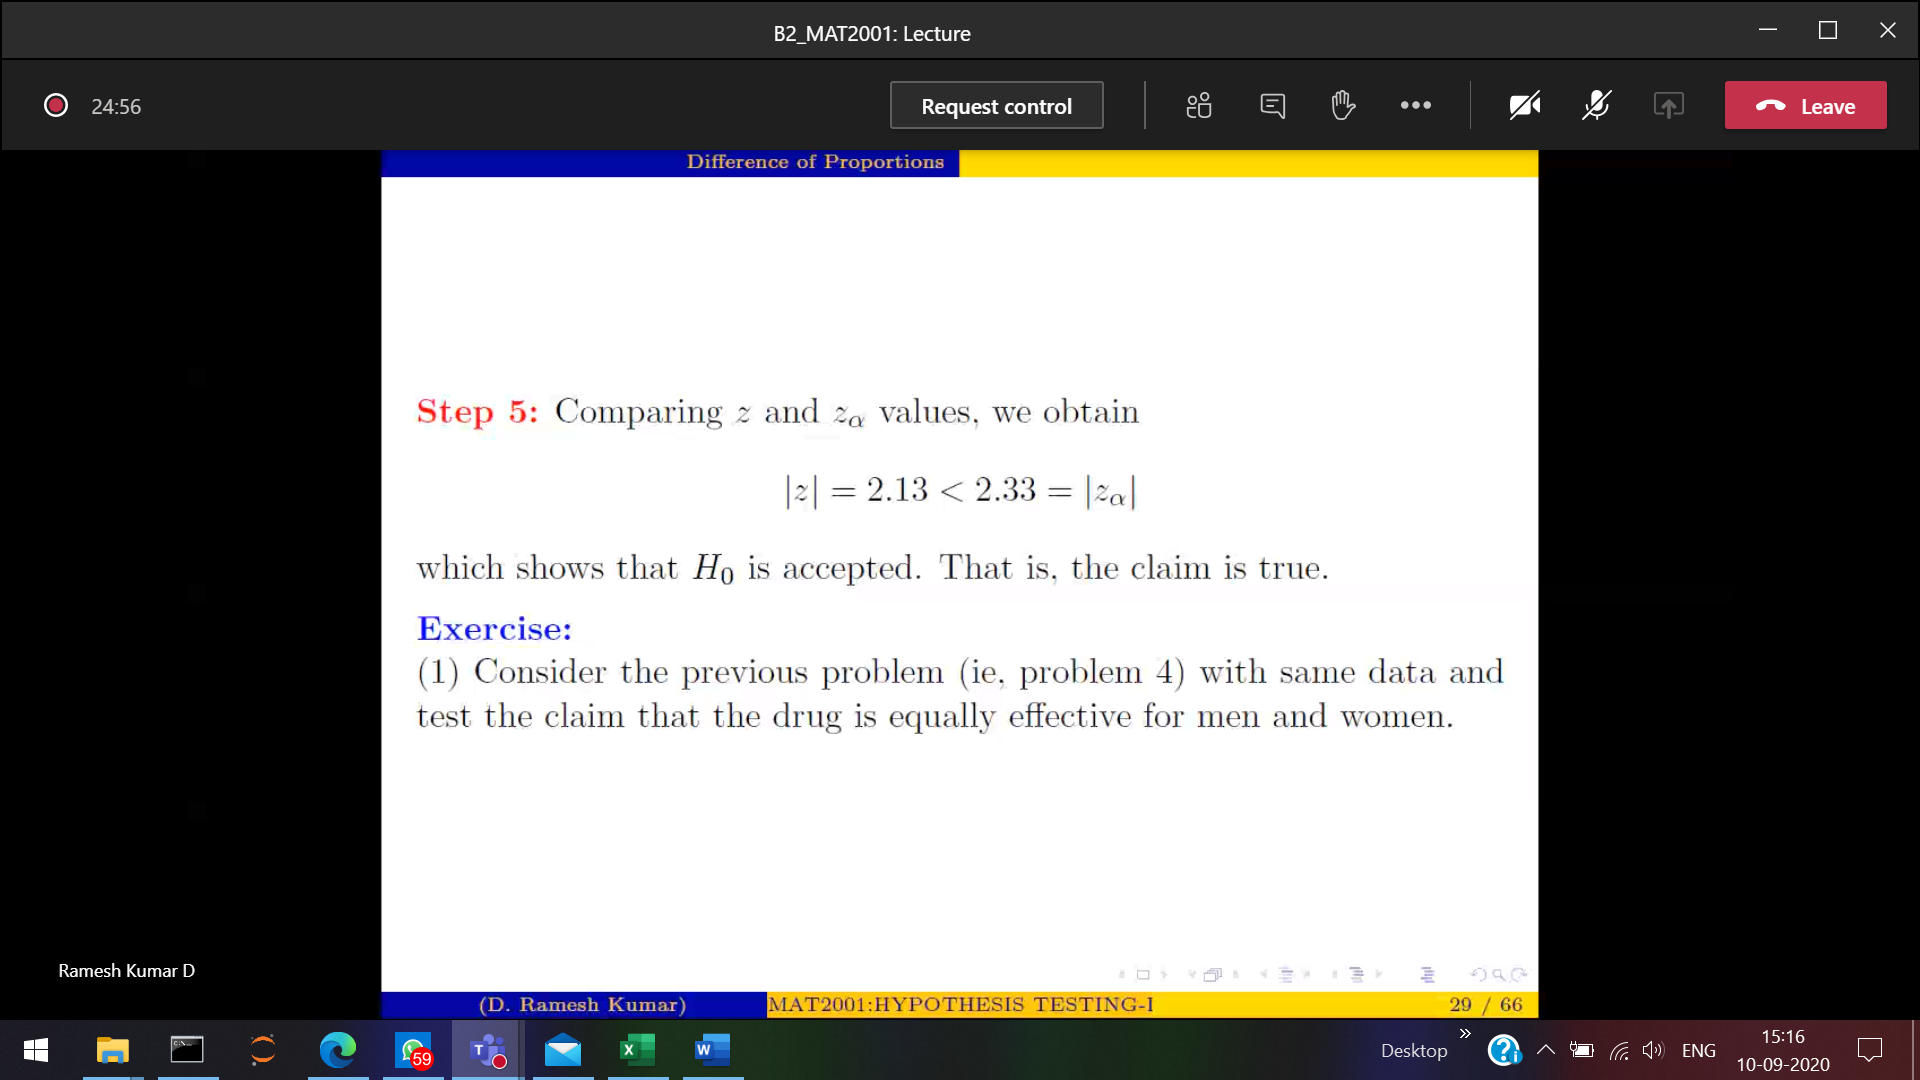 B2_MAT2001: Lecture
24:56
Request control
Leave
Difference of Proportions
Step 5: Comparing z and zα values, we obtain
|z| = 2.13 < 2.33 = |zα|
which shows that H0 is accepted. That is, the claim is true.
Exercise:
(1) Consider the previous problem (ie, problem 4) with same data and
test the claim that the drug is equally effective for men and women.
Ramesh Kumar D
(D. Ramesh Kumar) MAT2001:HYPOTHESIS TESTING-I 29 / 66
59
Desktop
ENG
15:16
10-09-2020